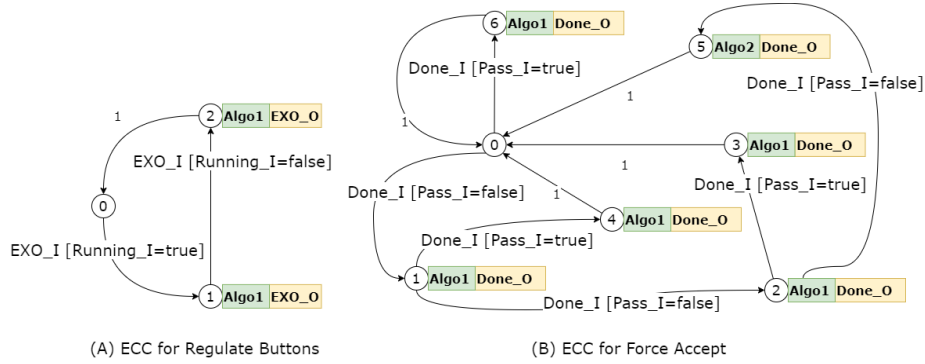 2 Algo1 EXO_O
1
EXO_I [Running_I=false]
0
EXO_I [Running_I=true]
1 Algo1 EXO_O
(A) ECC for Regulate Buttons
6 Algo1 Done_O
5 Algo2 Done_O
Done_I [Pass_I=true]
Done_I [Pass_I=false]
1
1
0
3 Algo1 Done_O
1
Done_I [Pass_I=false]
Done_I [Pass_I=true]
1
4 Algo1 Done_O
Done_I [Pass_I=true]
1 Algo1 Done_O
2 Algo1 Done_O
Done_I [Pass_I=false]
(B) ECC for Force Accept